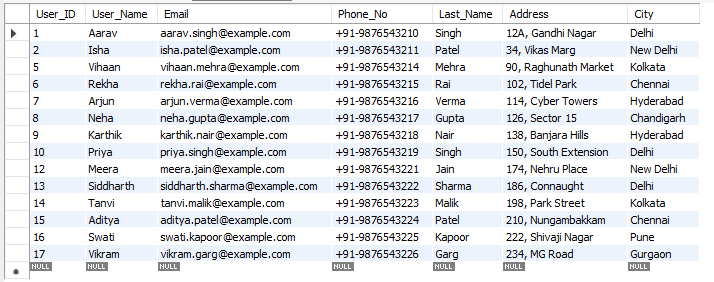 User_ID User_Name Email Phone_No Last_Name Address City
1 Aarav aarav.singh@example.com +91-9876543210 Singh 12A, Gandhi Nagar Delhi
2 Isha isha.patel@example.com +91-9876543211 Patel 34, Vikas Marg New Delhi
5 Vihaan vihaan.mehra@example.com +91-9876543214 Mehra 90, Raghunath Market Kolkata
6 Rekha rekha.rai@example.com +91-9876543215 Rai 102, Tidel Park Chennai
7 Arjun arjun.verma@example.com +91-9876543216 Verma 114, Cyber Towers Hyderabad
8 Neha neha.gupta@example.com +91-9876543217 Gupta 126, Sector 15 Chandigarh
9 Karthik karthik.nair@example.com +91-9876543218 Nair 138, Banjara Hills Hyderabad
10 Priya priya.singh@example.com +91-9876543219 Singh 150, South Extension Delhi
12 Meera meera.jain@example.com +91-9876543221 Jain 174, Nehru Place New Delhi
13 Siddharth siddharth.sharma@example.com +91-9876543222 Sharma 186, Connaught Delhi
14 Tanvi tanvi.malik@example.com +91-9876543223 Malik 198, Park Street Kolkata
15 Aditya aditya.patel@example.com +91-9876543224 Patel 210, Nungambakkam Chennai
16 Swati swati.kapoor@example.com +91-9876543225 Kapoor 222, Shivaji Nagar Pune
17 Vikram vikram.garg@example.com +91-9876543226 Garg 234, MG Road Gurgaon
NULL NULL NULL NULL NULL NULL NULL